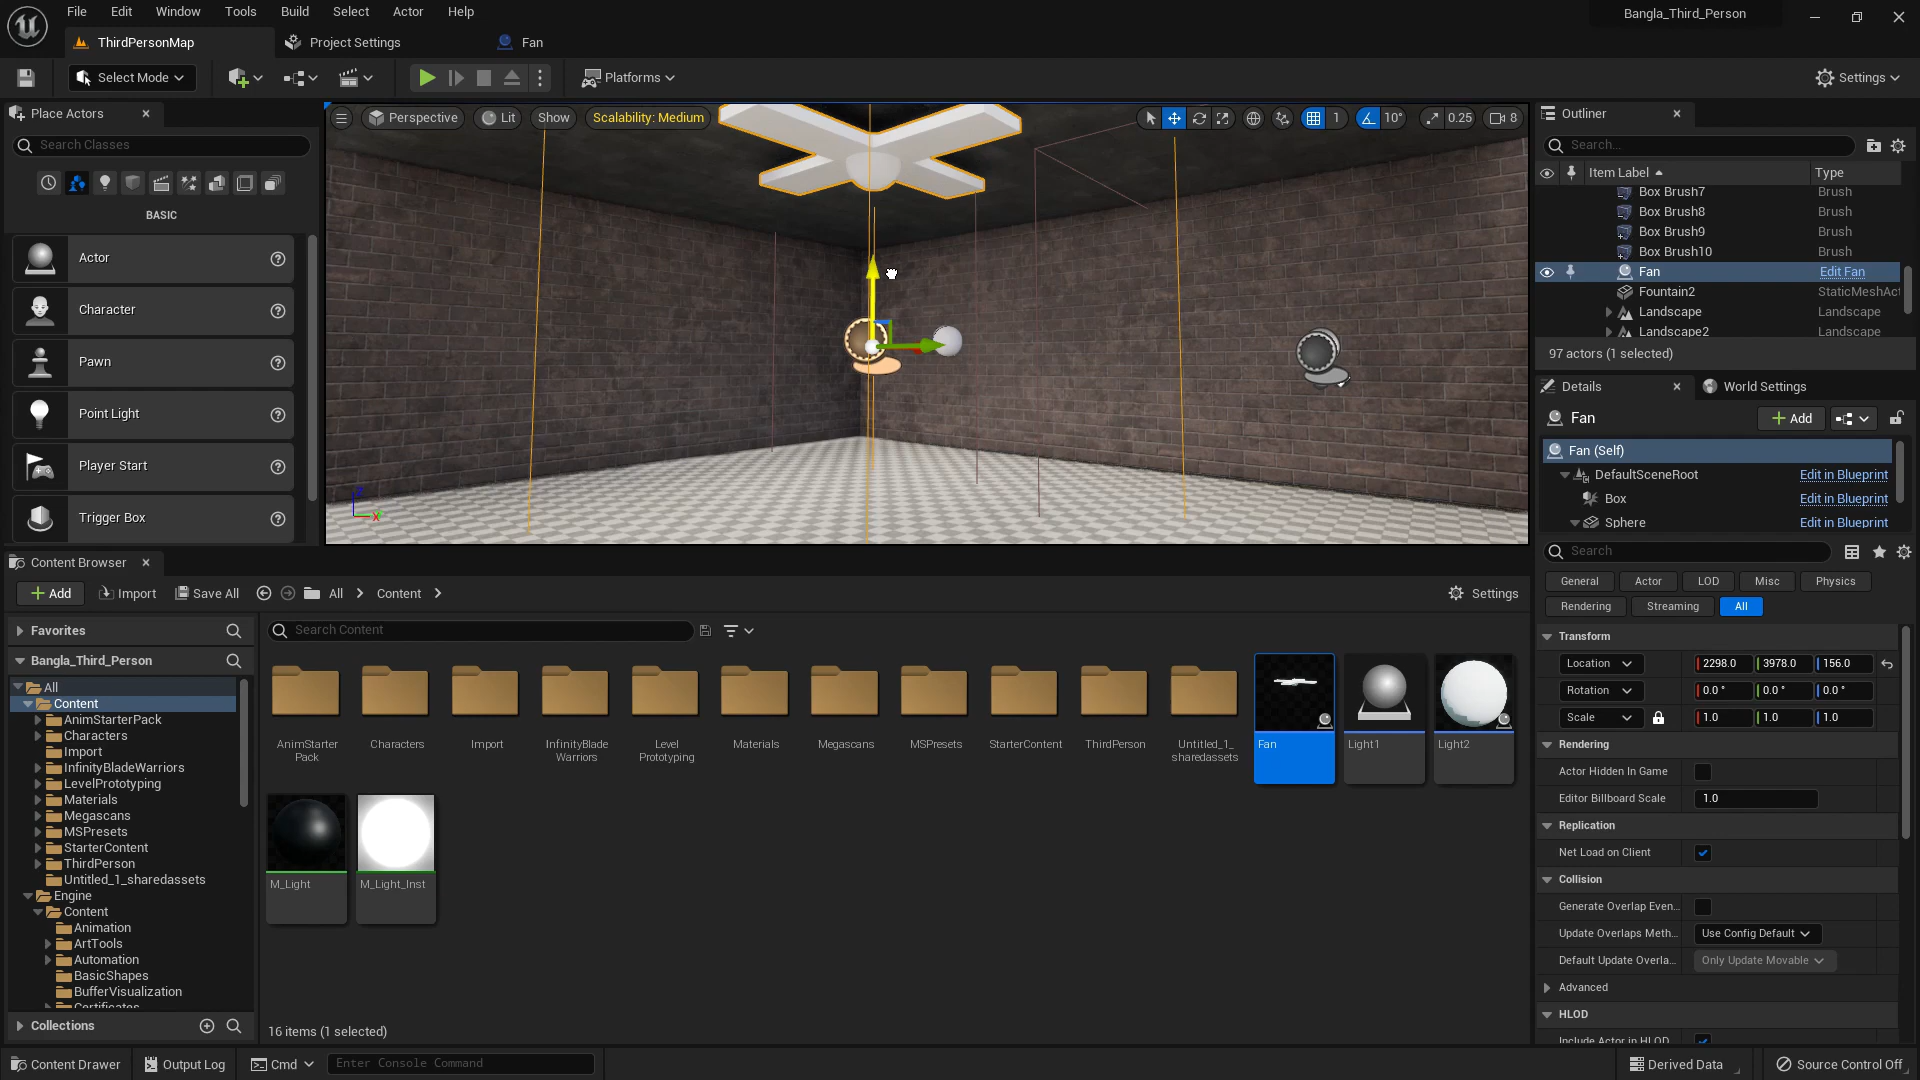 File Edit Window Tools Build Select Actor Help
Bangla_Third_Person
ThirdPersonMap Project Settings Fan
Select Mode Platforms Settings
Place Actors
Search Classes
BASIC
Actor
Character
Pawn
Point Light
Player Start
Trigger Box
Perspective Lit Show Scalability: Medium 1 10° 0.25 8
Z
X
Outliner
Search...
Item Label Type
Box Brush7 Brush
Box Brush8 Brush
Box Brush9 Brush
Box Brush10 Brush
Fan Edit Fan
Fountain2 StaticMeshAct
Landscape Landscape
Landscape2 Landscape
97 actors (1 selected)
Details World Settings
Fan Add
Fan (Self)
DefaultSceneRoot Edit in Blueprint
Box Edit in Blueprint
Sphere Edit in Blueprint
Search
General Actor LOD Misc Physics
Rendering Streaming All
Transform
Location 2298.0 3978.0 156.0
Rotation 0.0 ° 0.0 ° 0.0 °
Scale 1.0 1.0 1.0
Rendering
Actor Hidden In Game
Editor Billboard Scale 1.0
Replication
Net Load on Client
Collision
Generate Overlap Even...
Update Overlaps Meth... Use Config Default
Default Update Overla... Only Update Movable
Advanced
HLOD
Include Actor in HLOD
Content Browser
Add Import Save All All Content Settings
Favorites
Bangla_Third_Person
All
Content
AnimStarterPack
Characters
Import
InfinityBladeWarriors
LevelPrototyping
Materials
Megascans
MSPresets
StarterContent
ThirdPerson
Untitled_1_sharedassets
Engine
Content
Animation
ArtTools
Automation
BasicShapes
BufferVisualization
Certificates
Collections
Search Content
AnimStarter
Pack
Characters
Import
InfinityBlade
Warriors
Level
Prototyping
Materials
Megascans
MSPresets
StarterContent
ThirdPerson
Untitled_1_
sharedassets
Fan
Light1
Light2
M_Light
M_Light_Inst
16 items (1 selected)
Content Drawer Output Log Cmd Enter Console Command Derived Data Source Control Off